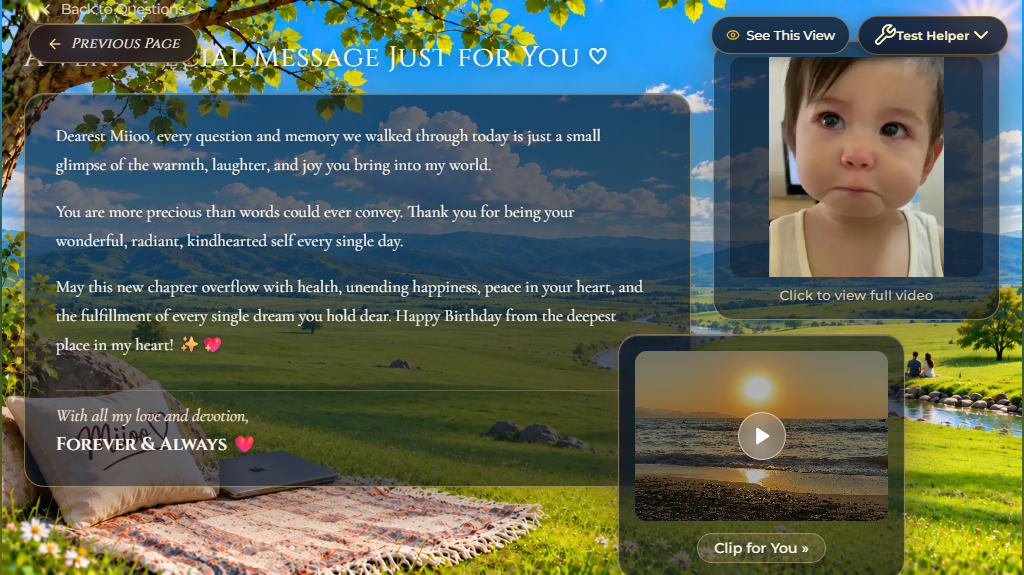 Back to Questions
Previous Page
A Very Special Message Just for You ♡
See This View
Test Helper
Dearest Miioo, every question and memory we walked through today is just a small
glimpse of the warmth, laughter, and joy you bring into my world.
You are more precious than words could ever convey. Thank you for being your
wonderful, radiant, kindhearted self every single day.
May this new chapter overflow with health, unending happiness, peace in your heart, and
the fulfillment of every single dream you hold dear. Happy Birthday from the deepest
place in my heart! ✨ 💖
With all my love and devotion,
Forever & Always 💖
Click to view full video
Clip for You »